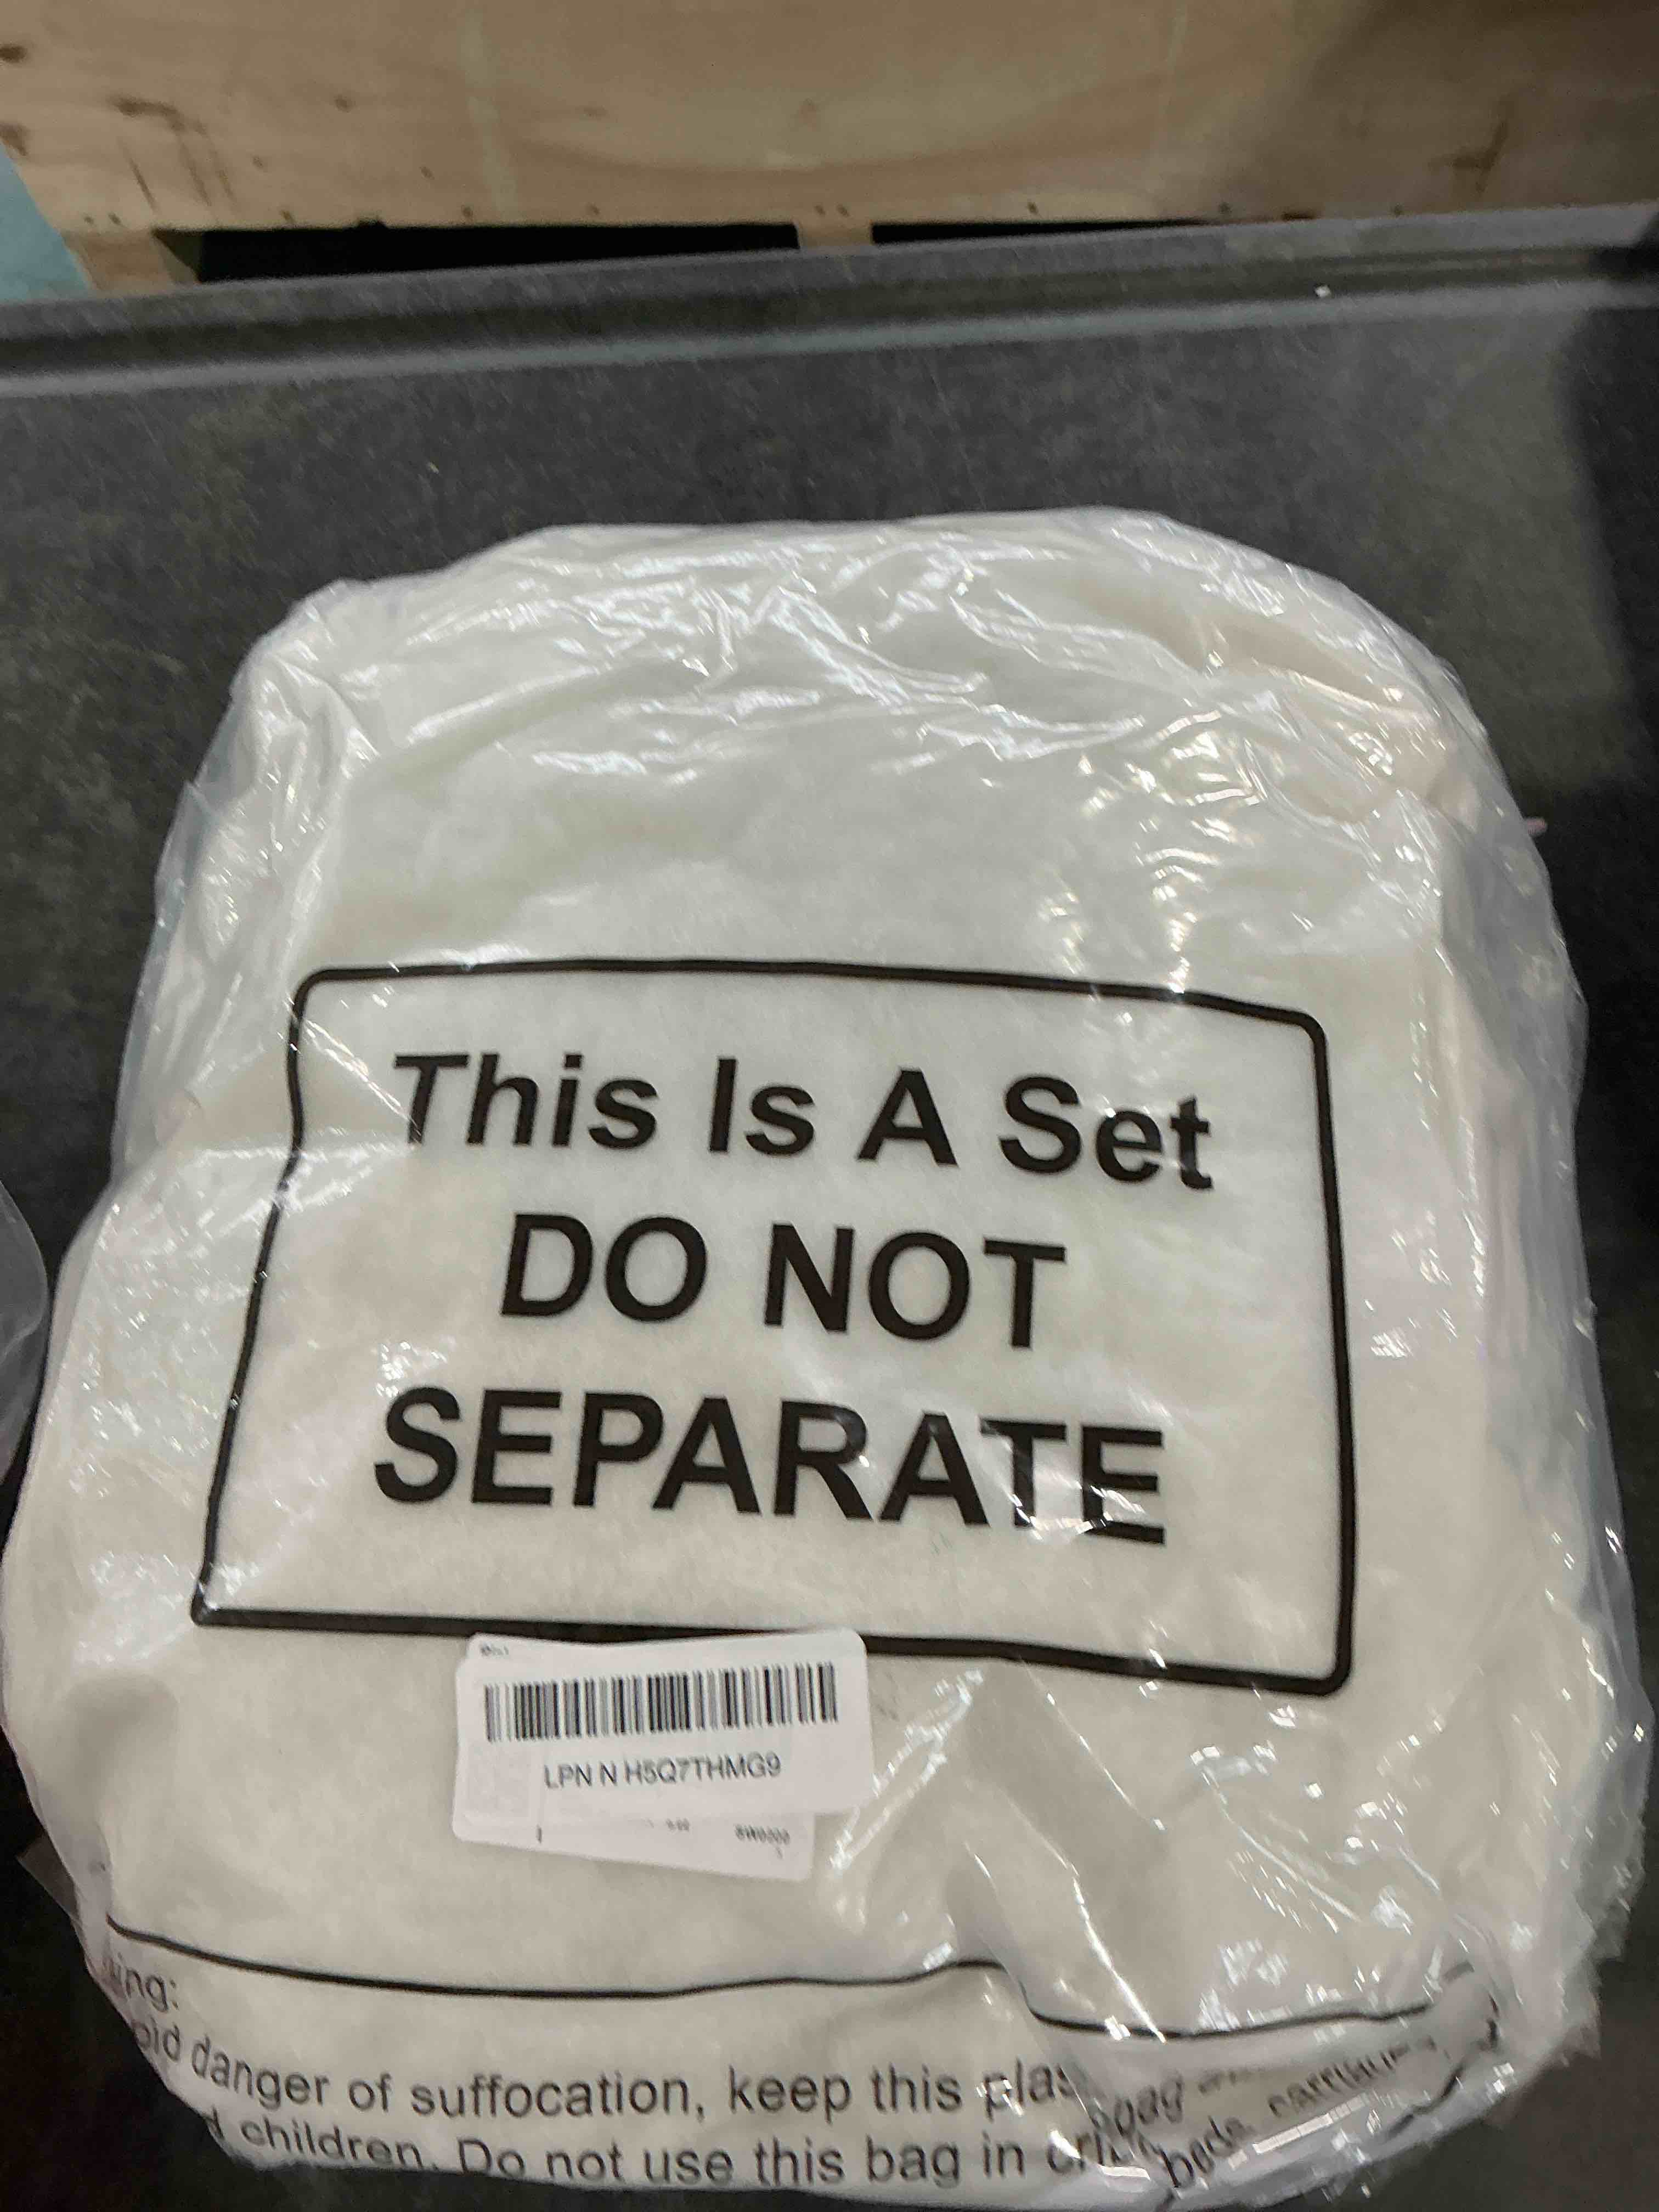 This Is A Set
DO NOT
SEPARATE
LPN N H5Q7THMG9
danger of suffocation, keep this
bag
children. Do not use this bag in